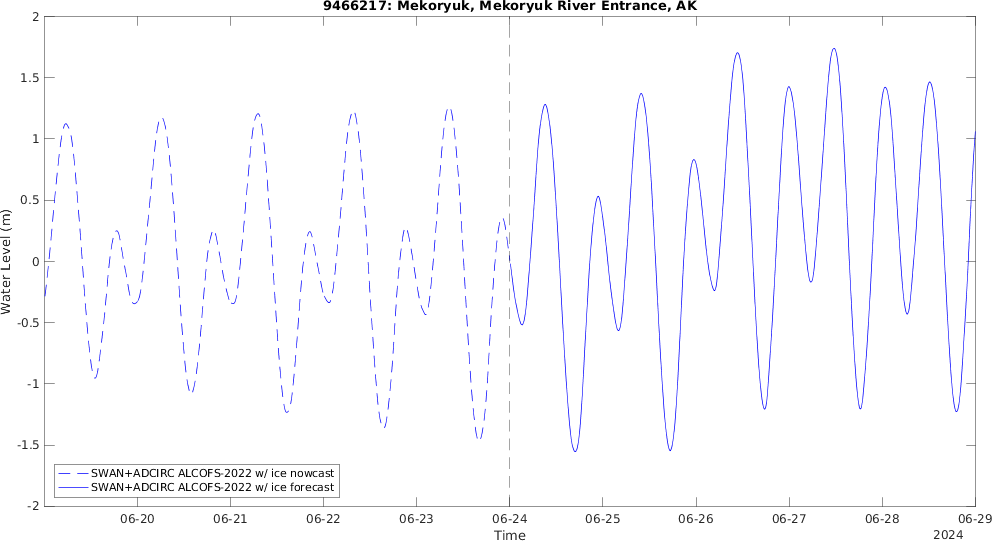 9466217: Mekoryuk, Mekoryuk River Entrance, AK
2
1.5
1
0.5
0
-0.5
-1
-1.5
-2
Water Level (m)
SWAN+ADCIRC ALCOFS-2022 w/ ice nowcast
SWAN+ADCIRC ALCOFS-2022 w/ ice forecast
06-20 06-21 06-22 06-23 06-24 06-25 06-26 06-27 06-28 06-29
Time
2024